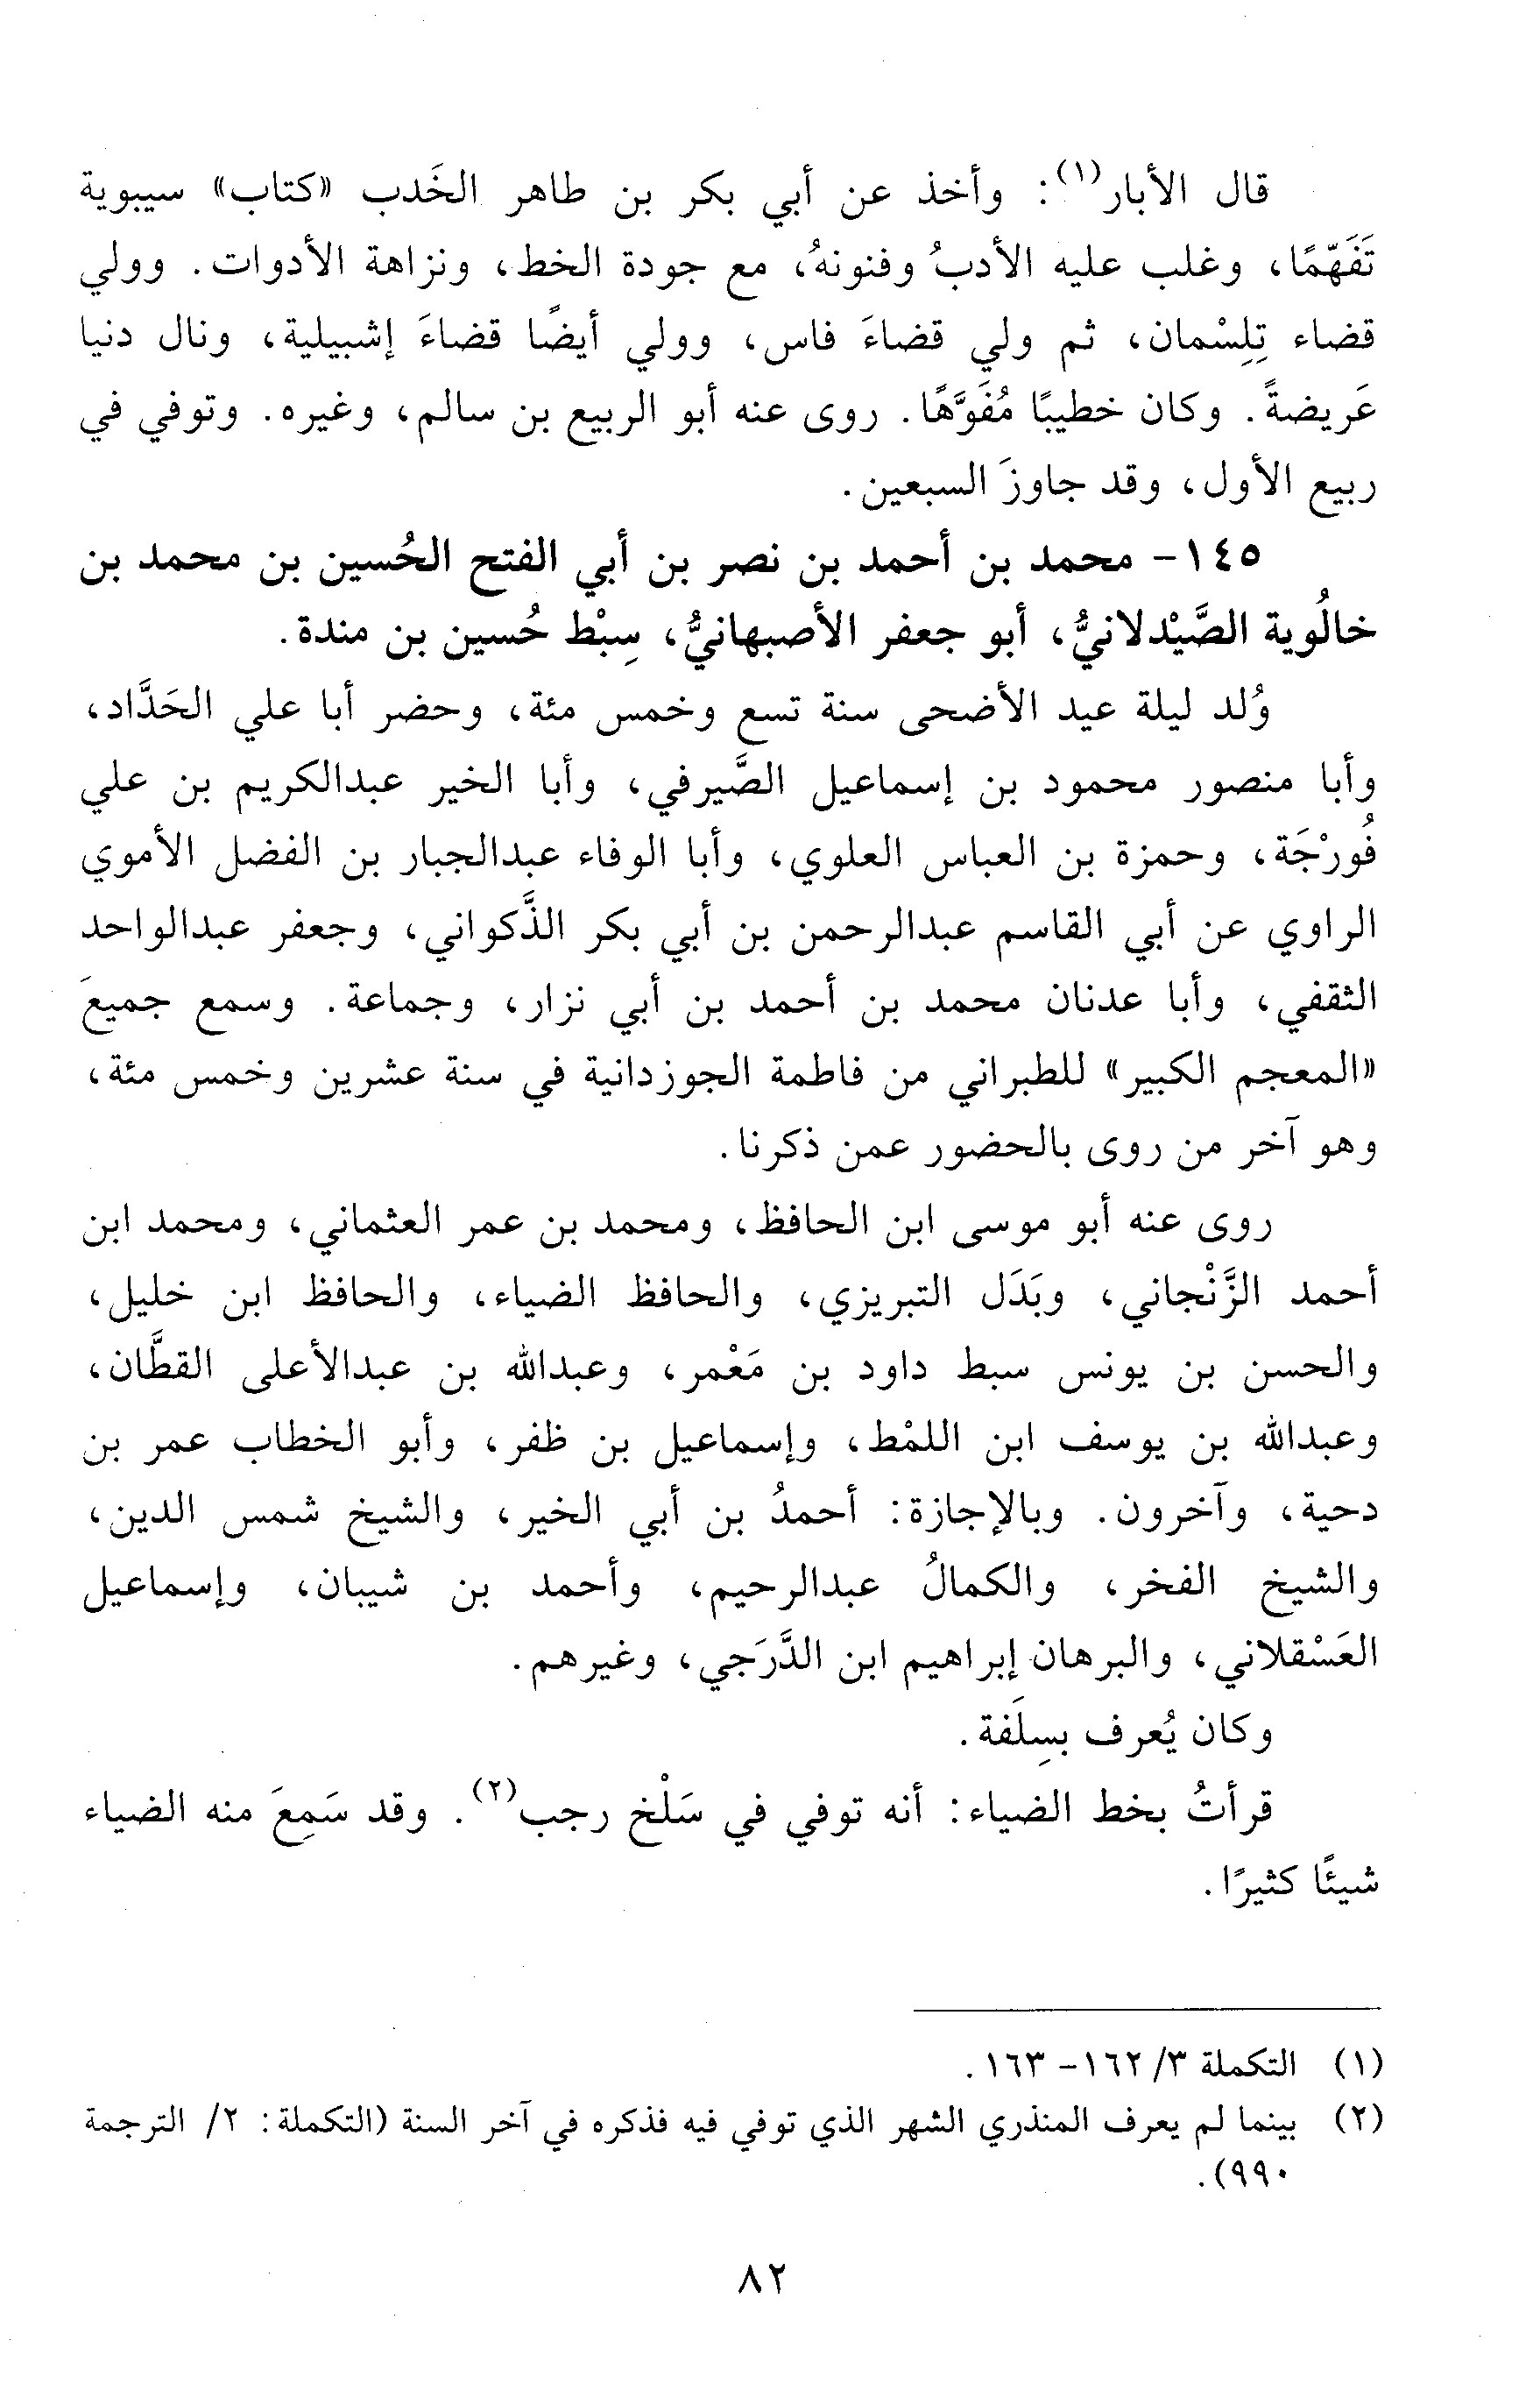 قال الأبار(١): وأخذ عن أبي بكر بن طاهر الخَدب «كتاب» سيبوية
تَفَهّمًا، وغلب عليه الأدبُ وفنونهُ، مع جودة الخط، ونزاهة الأدوات. وولي
قضاء تِلِسْمان، ثم ولي قضاءَ فاس، وولي أيضًا قضاءَ إشبيلية، ونال دنيا
عَريضةً. وكان خطيبًا مُفَوَّهًا. روى عنه أبو الربيع بن سالم، وغيره. وتوفي في
ربيع الأول، وقد جاوزَ السبعين.
١٤٥- محمد بن أحمد بن نصر بن أبي الفتح الحُسين بن محمد بن
خالُوية الصَّيْدلانيُّ، أبو جعفر الأصبهانيُّ، سِبْط حُسين بن مندة.
وُلد ليلة عيد الأضحى سنة تسع وخمس مئة، وحضر أبا علي الحَدَّاد،
وأبا منصور محمود بن إسماعيل الصَّيرفي، وأبا الخير عبدالكريم بن علي
فُورْجَة، وحمزة بن العباس العلوي، وأبا الوفاء عبدالجبار بن الفضل الأموي
الراوي عن أبي القاسم عبدالرحمن بن أبي بكر الذَّكواني، وجعفر عبدالواحد
الثقفي، وأبا عدنان محمد بن أحمد بن أبي نزار، وجماعة. وسمع جميعَ
«المعجم الكبير» للطبراني من فاطمة الجوزدانية في سنة عشرين وخمس مئة،
وهو آخر من روى بالحضور عمن ذكرنا.
روى عنه أبو موسى ابن الحافظ، ومحمد بن عمر العثماني، ومحمد ابن
أحمد الزَّنْجاني، وبَدَل التبريزي، والحافظ الضياء، والحافظ ابن خليل،
والحسن بن يونس سبط داود بن مَعْمر، وعبدالله بن عبدالأعلى القطَّان،
وعبدالله بن يوسف ابن اللمْط، وإسماعيل بن ظفر، وأبو الخطاب عمر بن
دحية، وآخرون. وبالإجازة: أحمدُ بن أبي الخير، والشيخ شمس الدين،
والشيخ الفخر، والكمالُ عبدالرحيم، وأحمد بن شيبان، وإسماعيل
العَسْقلاني، والبرهان إبراهيم ابن الدَّرَجي، وغيرهم.
وكان يُعرف بسِلَفة.
قرأتُ بخط الضياء: أنه توفي في سَلْخ رجب(٢). وقد سَمِعَ منه الضياء
شيئًا كثيرًا.
(١) التكملة ٣/ ١٦٢- ١٦٣.
(٢) بينما لم يعرف المنذري الشهر الذي توفي فيه فذكره في آخر السنة (التكملة: ٢/ الترجمة
٩٩٠).
٨٢